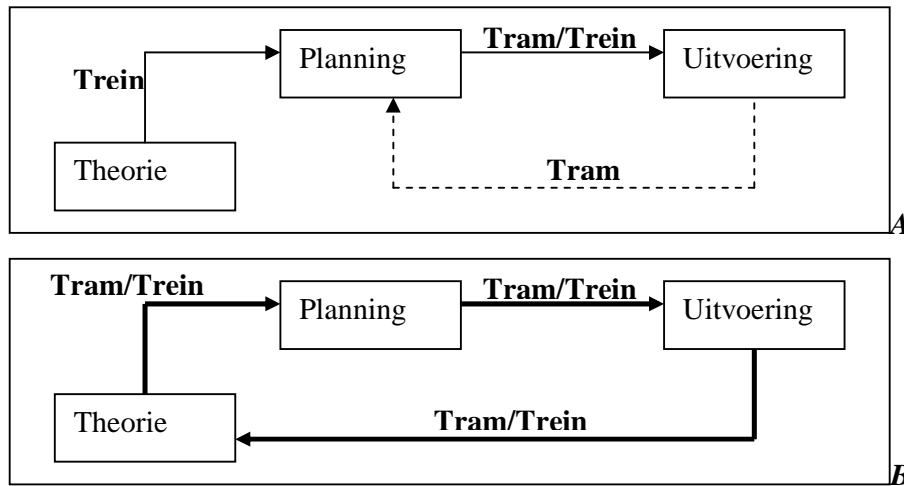 Tram/Trein
Planning
Uitvoering
Trein
Theorie
Tram
A
Tram/Trein
Tram/Trein
Planning
Uitvoering
Theorie
Tram/Trein
B